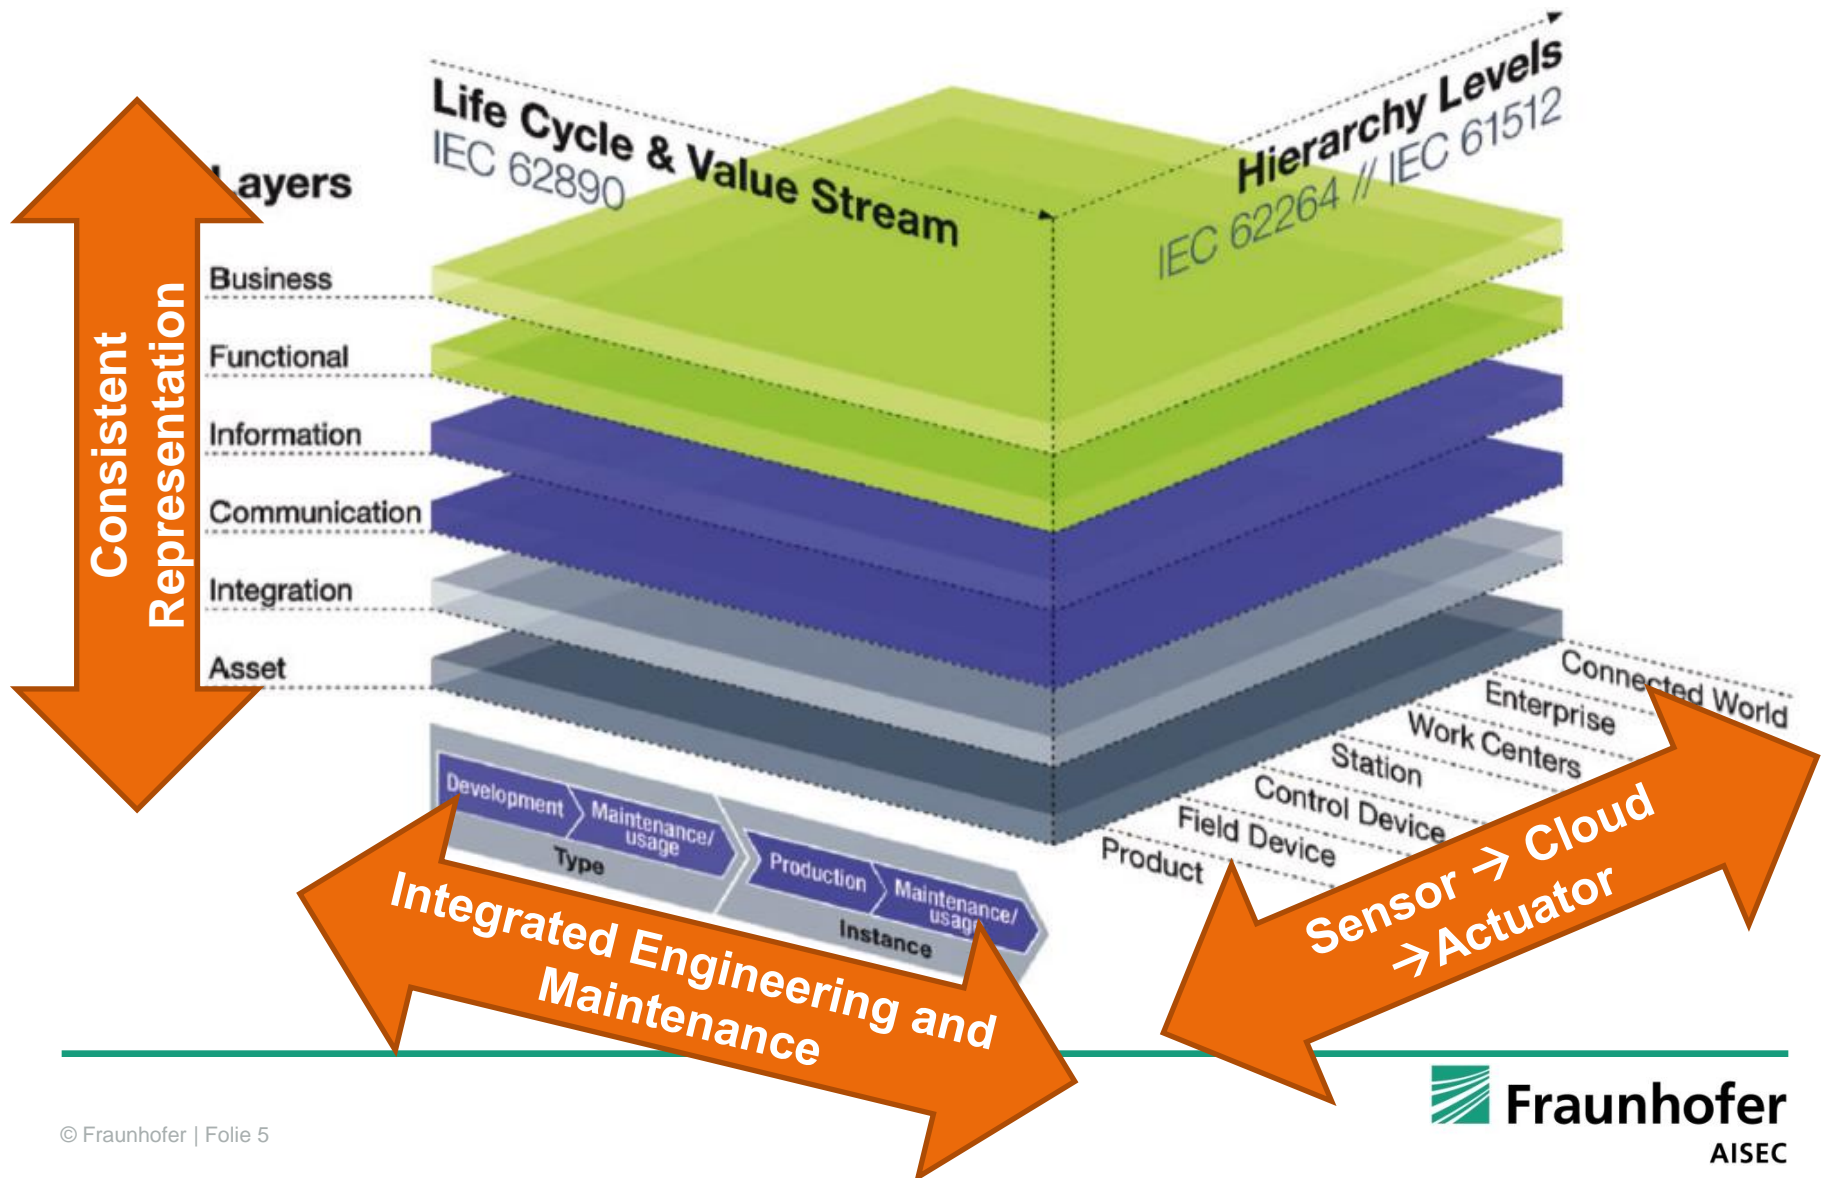 Life Cycle & Value Stream
IEC 62890
Hierarchy Levels
IEC 62264 // IEC 61512
Layers
Business
Functional
Information
Communication
Integration
Asset
Consistent
Representation
Development
Maintenance/
usage
Type
Production
Maintenance/
usage
Instance
Connected World
Enterprise
Work Centers
Station
Control Device
Field Device
Product
Integrated Engineering and
Maintenance
Sensor → Cloud
→Actuator
© Fraunhofer | Folie 5
Fraunhofer
AISEC